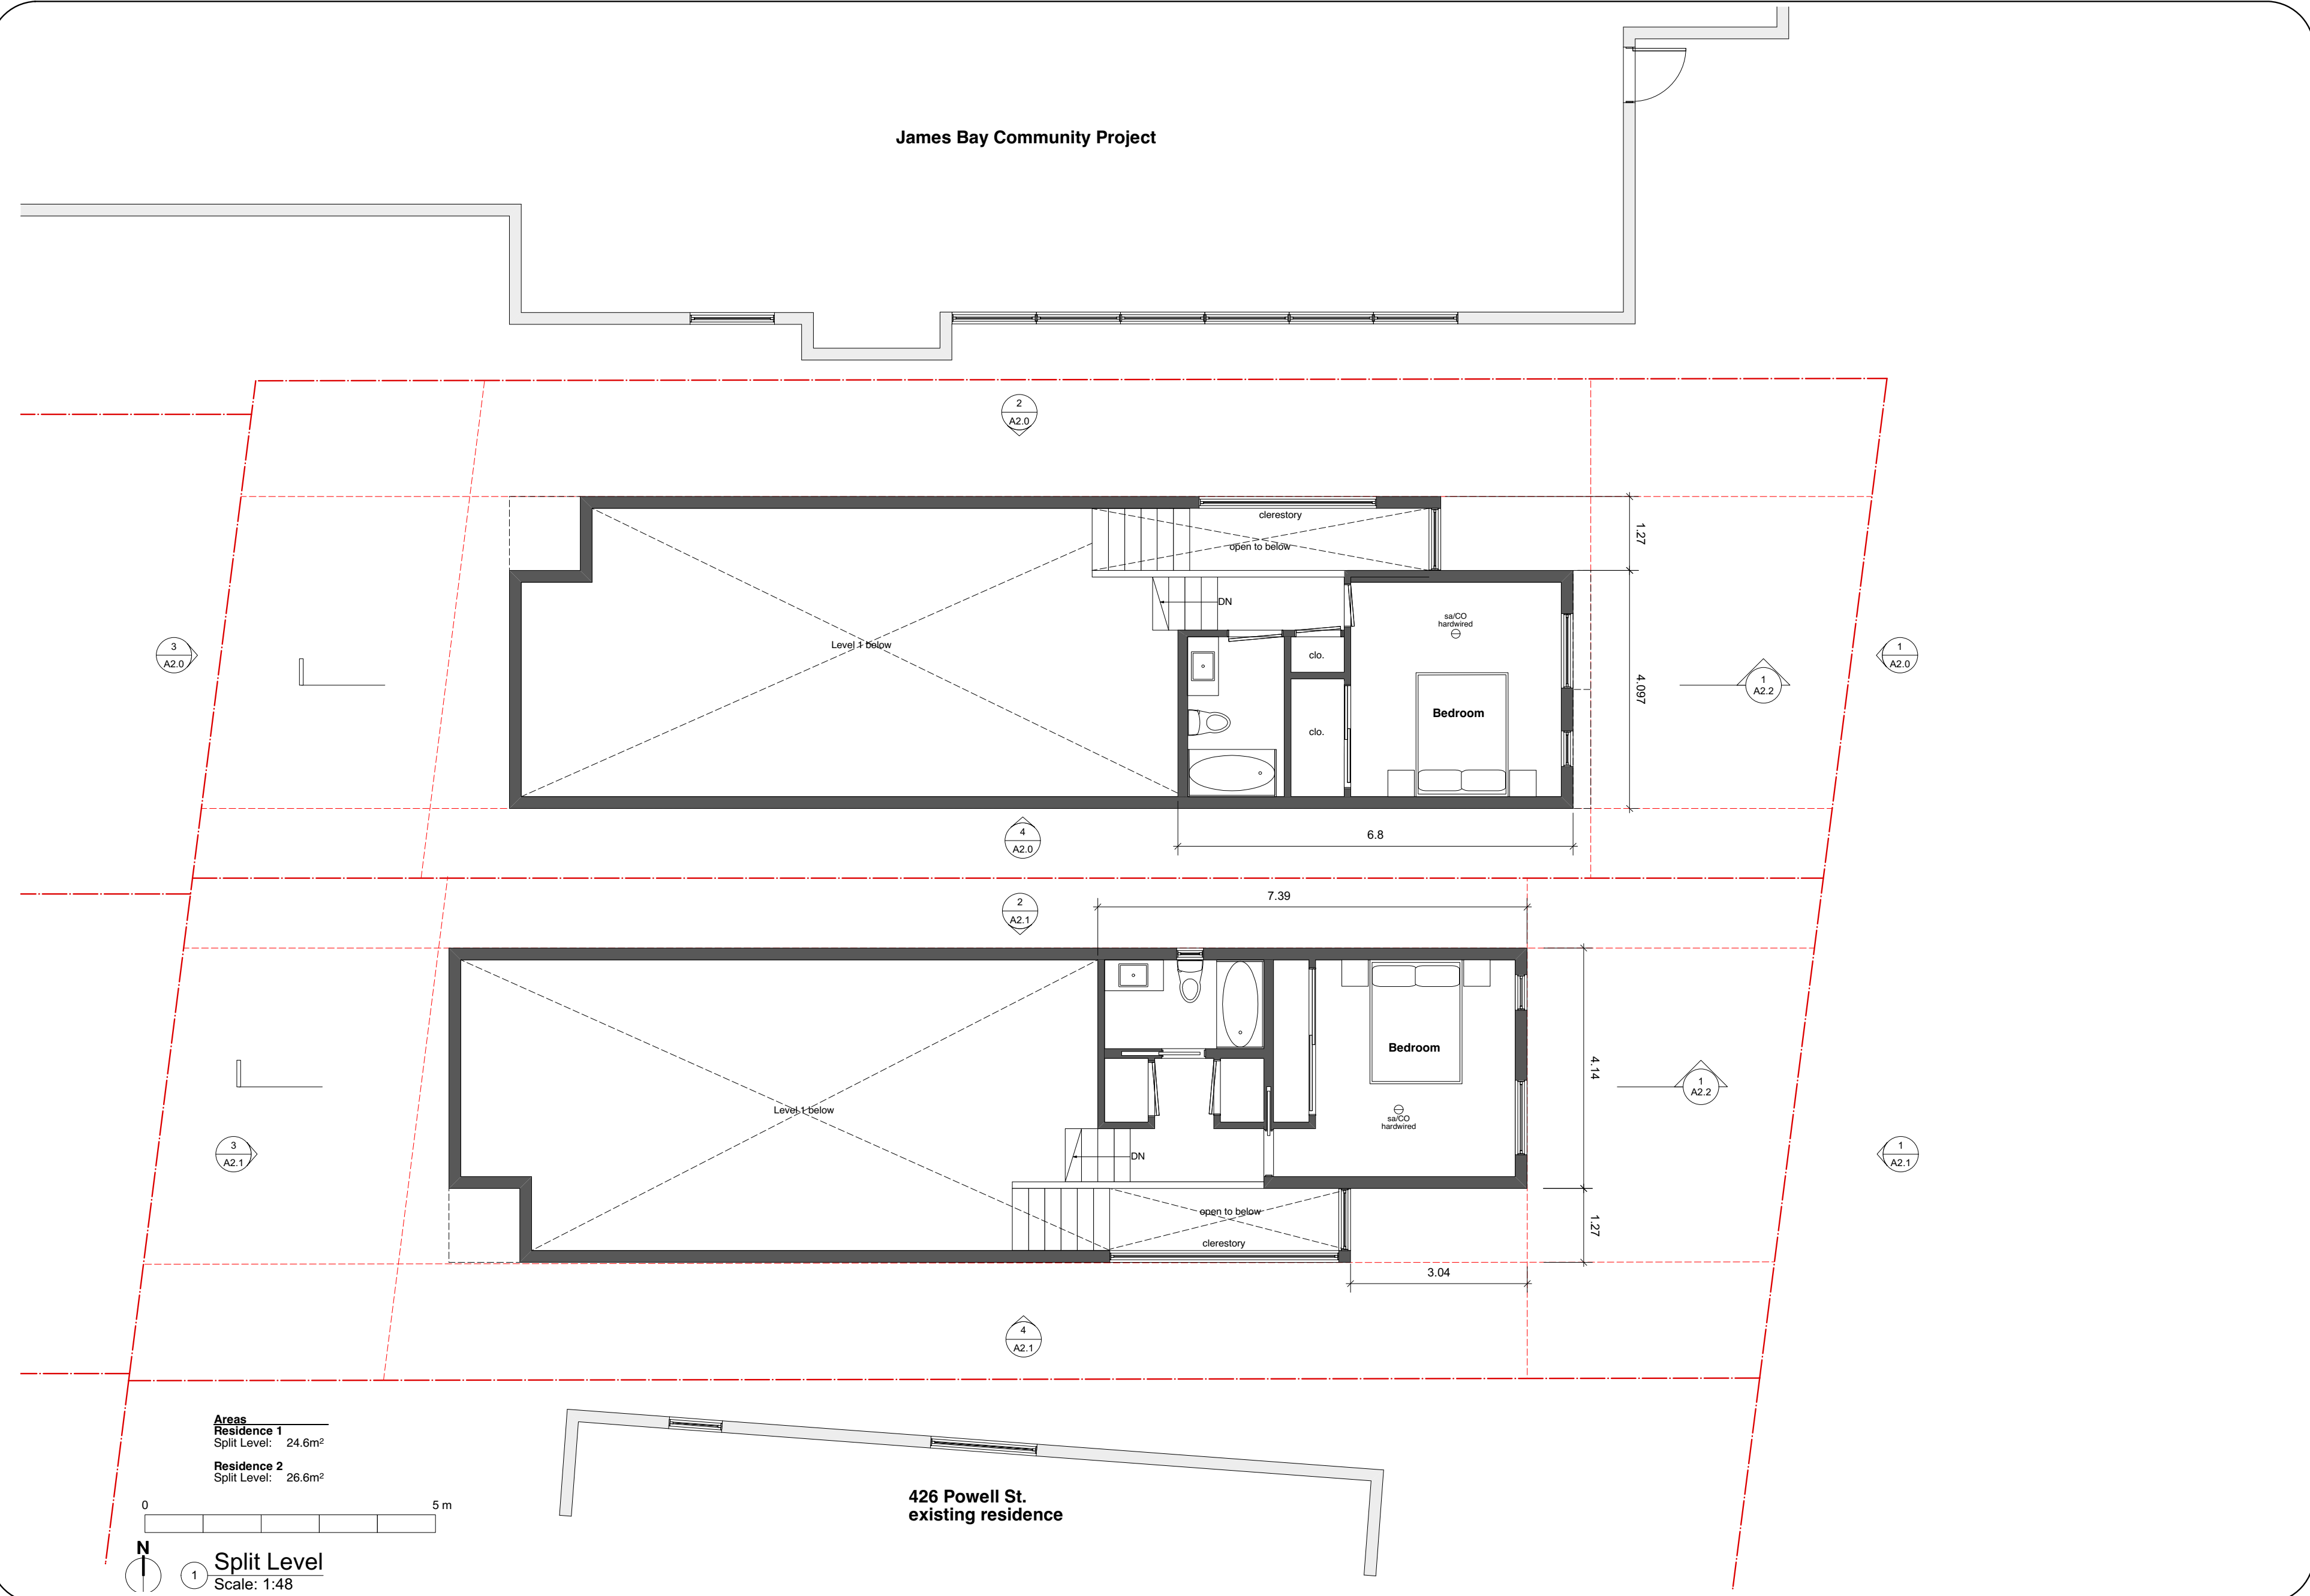 James Bay Community Project
2
A2.0
clerestory
open to below
1.27
DN
sa/CO
hardwired
Level 1 below
clo.
3
A2.0
1
A2.0
1
A2.2
4.097
Bedroom
clo.
6.8
4
A2.0
7.39
2
A2.1
Bedroom
4.14
1
A2.2
Level 1 below
sa/CO
hardwired
3
A2.1
DN
1
A2.1
open to below
1.27
clerestory
3.04
4
A2.1
Areas
Residence 1
Split Level: 24.6m²
Residence 2
Split Level: 26.6m²
426 Powell St.
existing residence
0 5 m
N
1
Split Level
Scale: 1:48